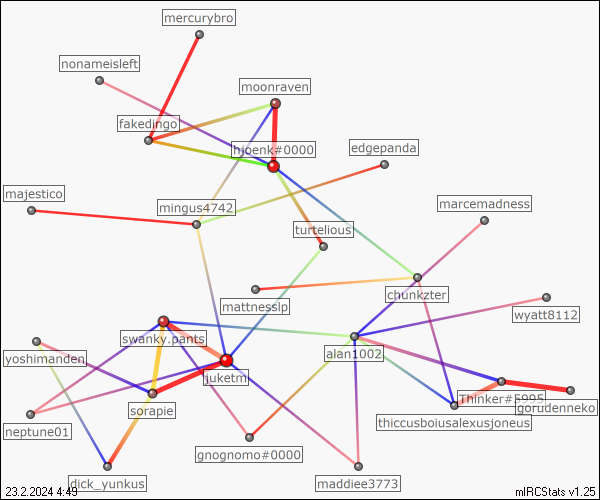 mercurybro
nonameisleft
moonraven
fakedingo
hjoenk#0000
edgepanda
majestico
mingus4742
marcemadness
turtelious
chunkzter
mattnesslp
wyatt8112
swanky.pants
alan1002
yoshimanden
juketm
Thinker#5995
gorudenneko
sorapie
thiccusboiusalexusjoneus
neptune01
gnognomo#0000
dick_yunkus
maddiee3773
23.2.2024 4:49
mIRCStats v1.25